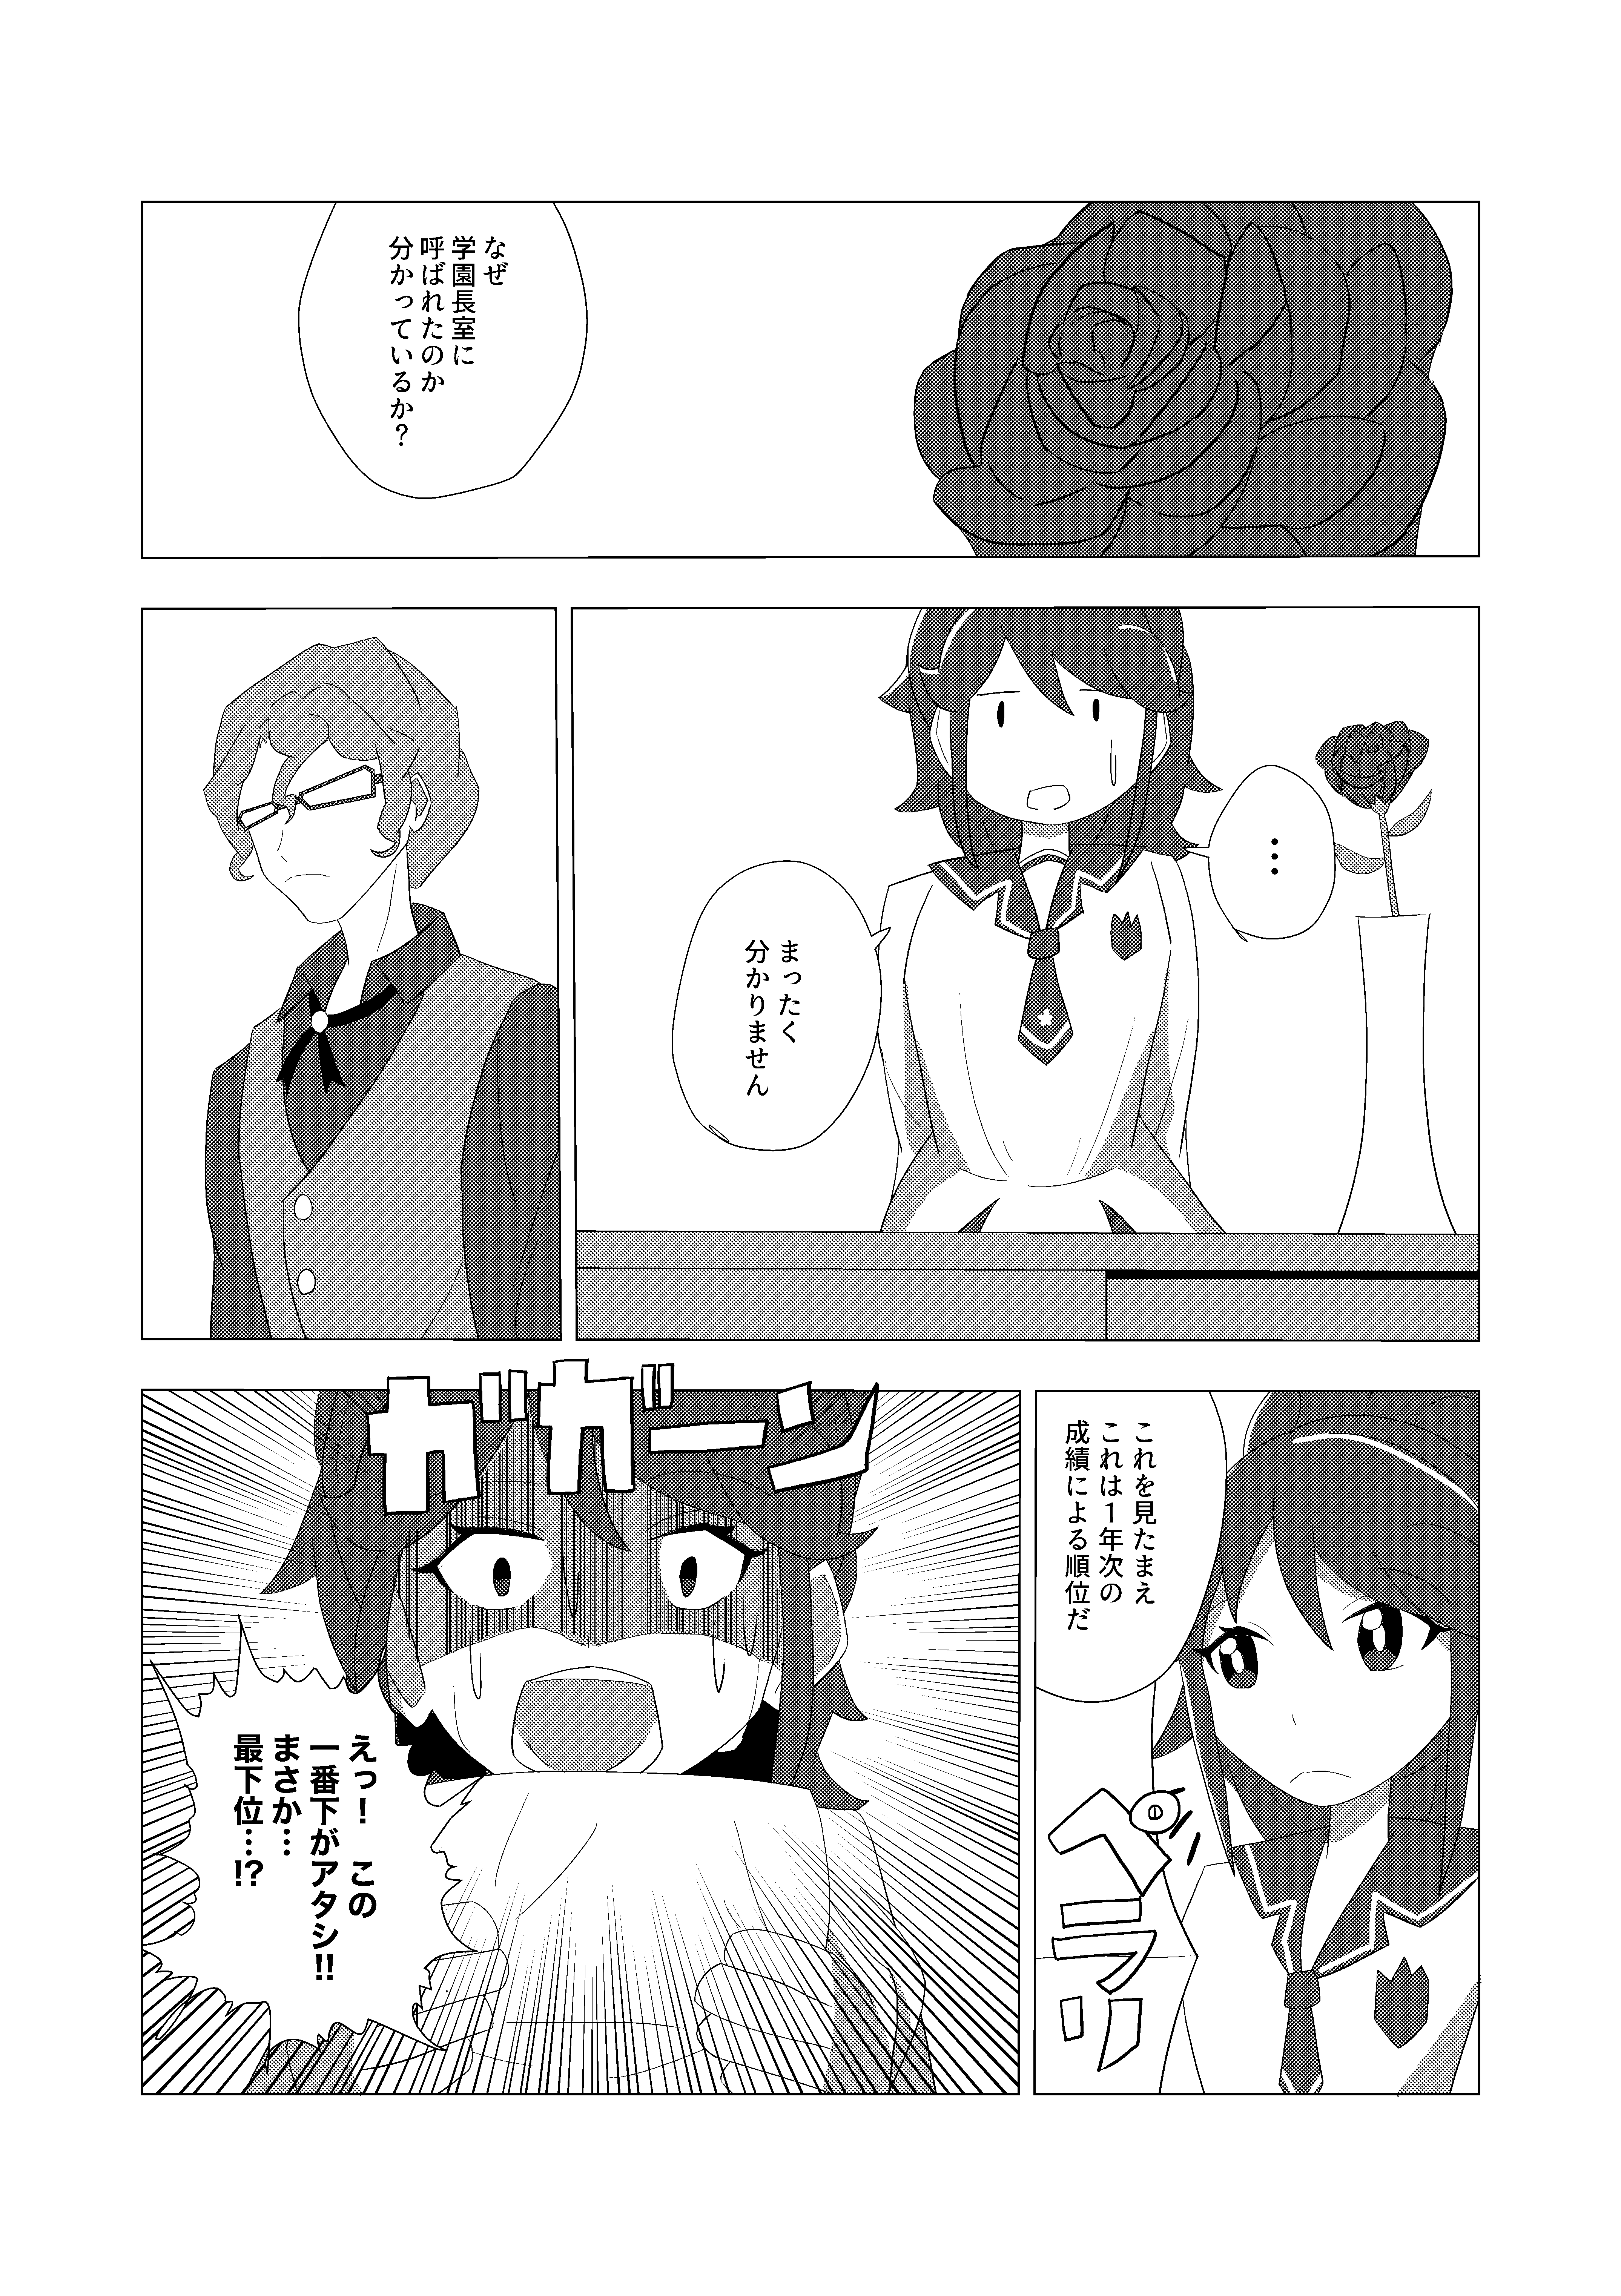 なぜ
学園長室に
呼ばれたのか
分かっているか？
…
まったく
分かりません
これを見たまえ
これは１年次の
成績による順位だ
ペラリ
ガガーン
えっ！　この
一番下がアタシ!!
まさか…
最下位…!?